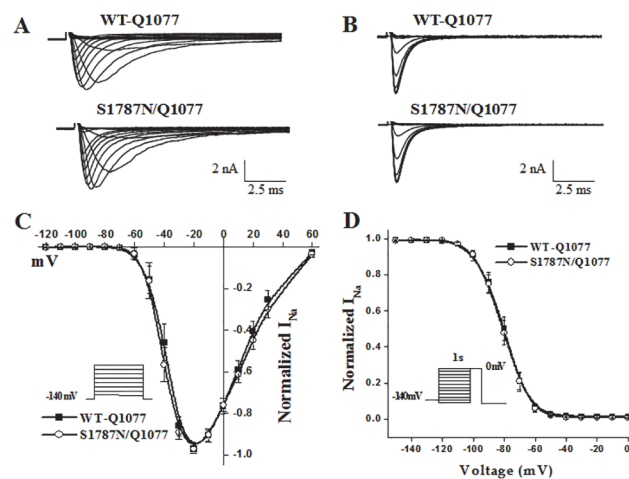 A
WT-Q1077
S1787N/Q1077
2 nA
2.5 ms
B
WT-Q1077
S1787N/Q1077
2 nA
2.5 ms
C
-120 -100 -80 -60 -40 -20 0 20 40 60
mV
-0.2
-0.4
-0.6
-0.8
-1.0
Normalized INa
-140 mV
WT-Q1077
S1787N/Q1077
D
WT-Q1077
S1787N/Q1077
Normalized INa
1.0
0.8
0.6
0.4
0.2
0.0
1s
0mV
-140mV
-160 -140 -120 -100 -80 -60 -40 -20 0
Voltage (mV)